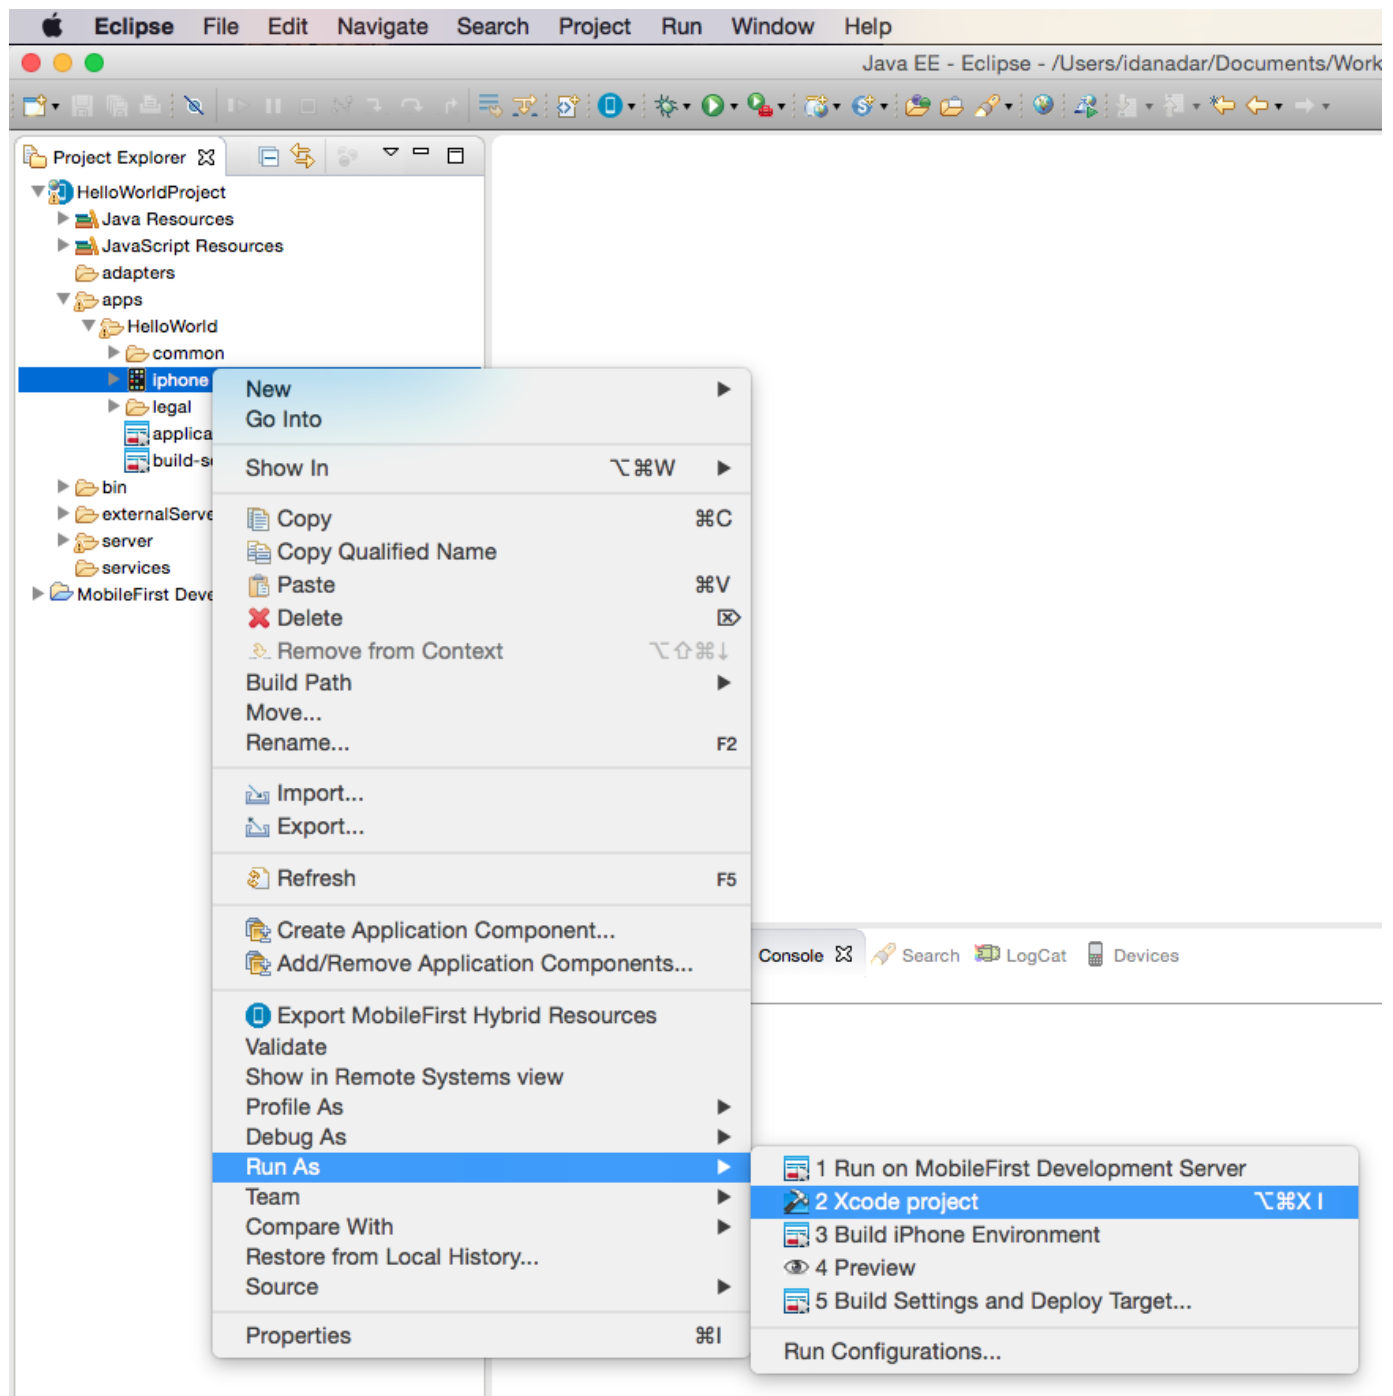 Eclipse File Edit Navigate Search Project Run Window Help
Java EE - Eclipse - /Users/idanadar/Documents/Work
Project Explorer
HelloWorldProject
Java Resources
JavaScript Resources
adapters
apps
HelloWorld
common
iphone
legal
applica
build-s
bin
externalServe
server
services
MobileFirst Deve
New
Go Into
Show In ⌥⌘W
Copy ⌘C
Copy Qualified Name
Paste ⌘V
Delete ⌦
Remove from Context ⌥⇧⌘↓
Build Path
Move...
Rename... F2
Import...
Export...
Refresh F5
Create Application Component...
Add/Remove Application Components...
Export MobileFirst Hybrid Resources
Validate
Show in Remote Systems view
Profile As
Debug As
Run As
Team
Compare With
Restore from Local History...
Source
Properties ⌘I
Console Search LogCat Devices
1 Run on MobileFirst Development Server
2 Xcode project ⌥⌘X I
3 Build iPhone Environment
4 Preview
5 Build Settings and Deploy Target...
Run Configurations...